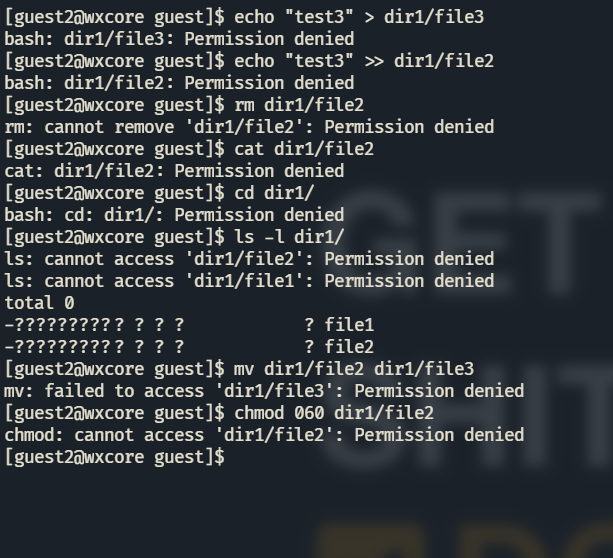 [guest2@wxcore guest]$ echo "test3" > dir1/file3
bash: dir1/file3: Permission denied
[guest2@wxcore guest]$ echo "test3" >> dir1/file2
bash: dir1/file2: Permission denied
[guest2@wxcore guest]$ rm dir1/file2
rm: cannot remove 'dir1/file2': Permission denied
[guest2@wxcore guest]$ cat dir1/file2
cat: dir1/file2: Permission denied
[guest2@wxcore guest]$ cd dir1/
bash: cd: dir1/: Permission denied
[guest2@wxcore guest]$ ls -l dir1/
ls: cannot access 'dir1/file2': Permission denied
ls: cannot access 'dir1/file1': Permission denied
total 0
-?????????? ? ? ?            ? file1
-?????????? ? ? ?            ? file2
[guest2@wxcore guest]$ mv dir1/file2 dir1/file3
mv: failed to access 'dir1/file3': Permission denied
[guest2@wxcore guest]$ chmod 060 dir1/file2
chmod: cannot access 'dir1/file2': Permission denied
[guest2@wxcore guest]$
GET